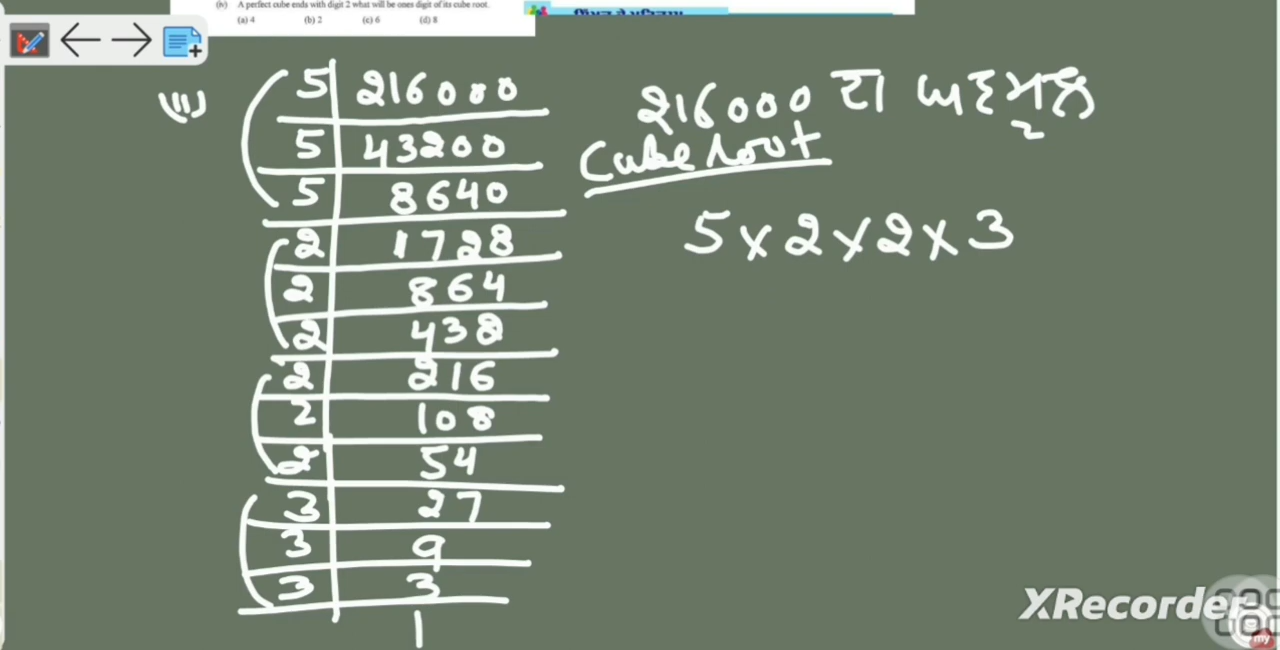 (iv) A perfect cube ends with digit 2 what will be ones digit of its cube root.
(a) 4 (b) 2 (c) 6 (d) 8
(iii)
5 216000
5 43200
5 8640
2 1728
2 864
2 432
2 216
2 108
2 54
3 27
3 9
3 3
1
216000 ਦਾ ਘਣਮੂਲ
Cube root
5 × 2 × 2 × 3
XRecorder
my